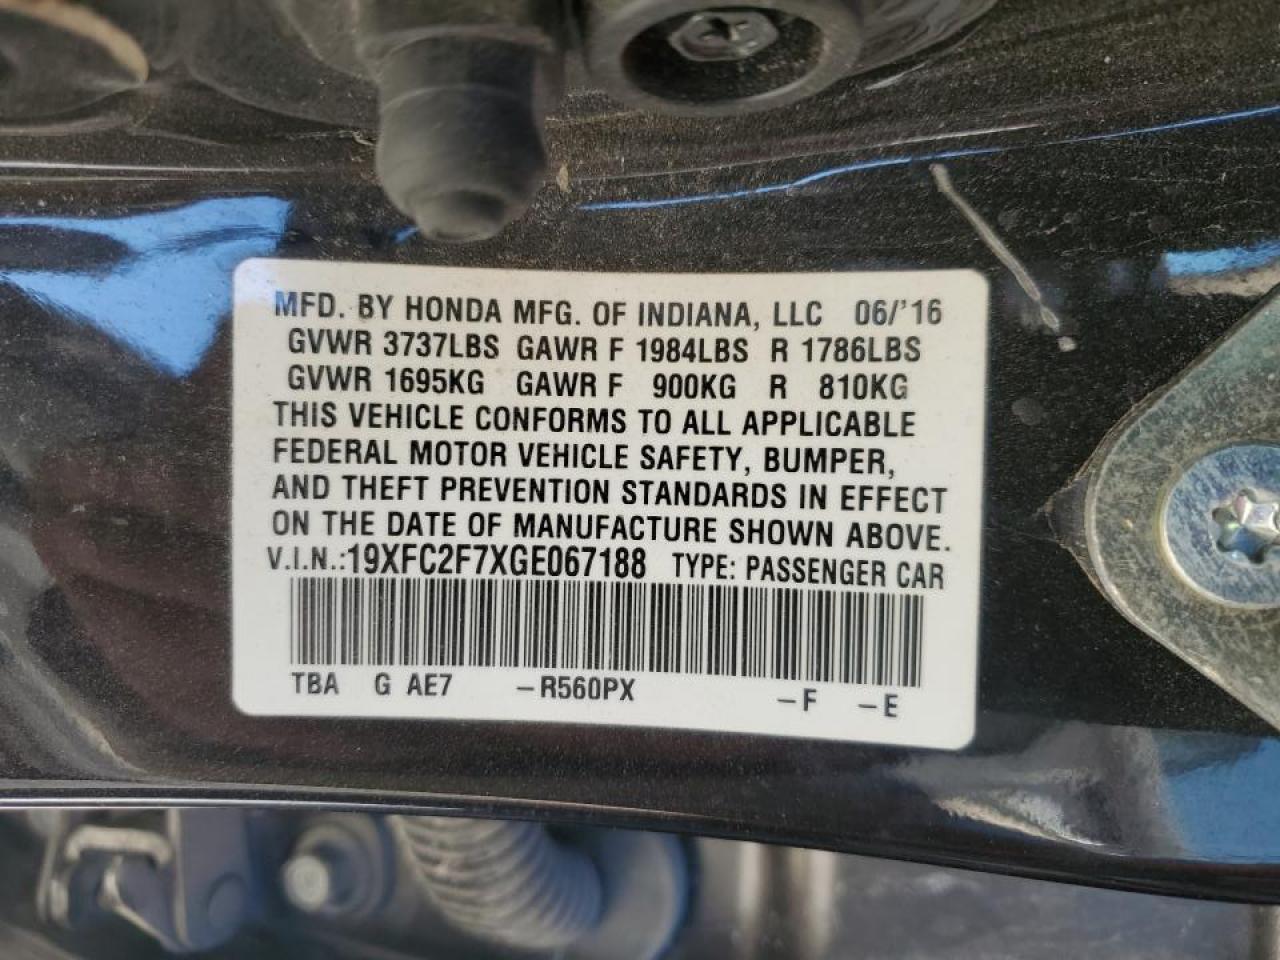 MFD. BY HONDA MFG. OF INDIANA, LLC 06/'16
GVWR 3737LBS GAWR F 1984LBS R 1786LBS
GVWR 1695KG GAWR F 900KG R 810KG
THIS VEHICLE CONFORMS TO ALL APPLICABLE
FEDERAL MOTOR VEHICLE SAFETY, BUMPER,
AND THEFT PREVENTION STANDARDS IN EFFECT
ON THE DATE OF MANUFACTURE SHOWN ABOVE.
V.I.N.:19XFC2F7XGE067188 TYPE: PASSENGER CAR
TBA G AE7 –R560PX –F –E